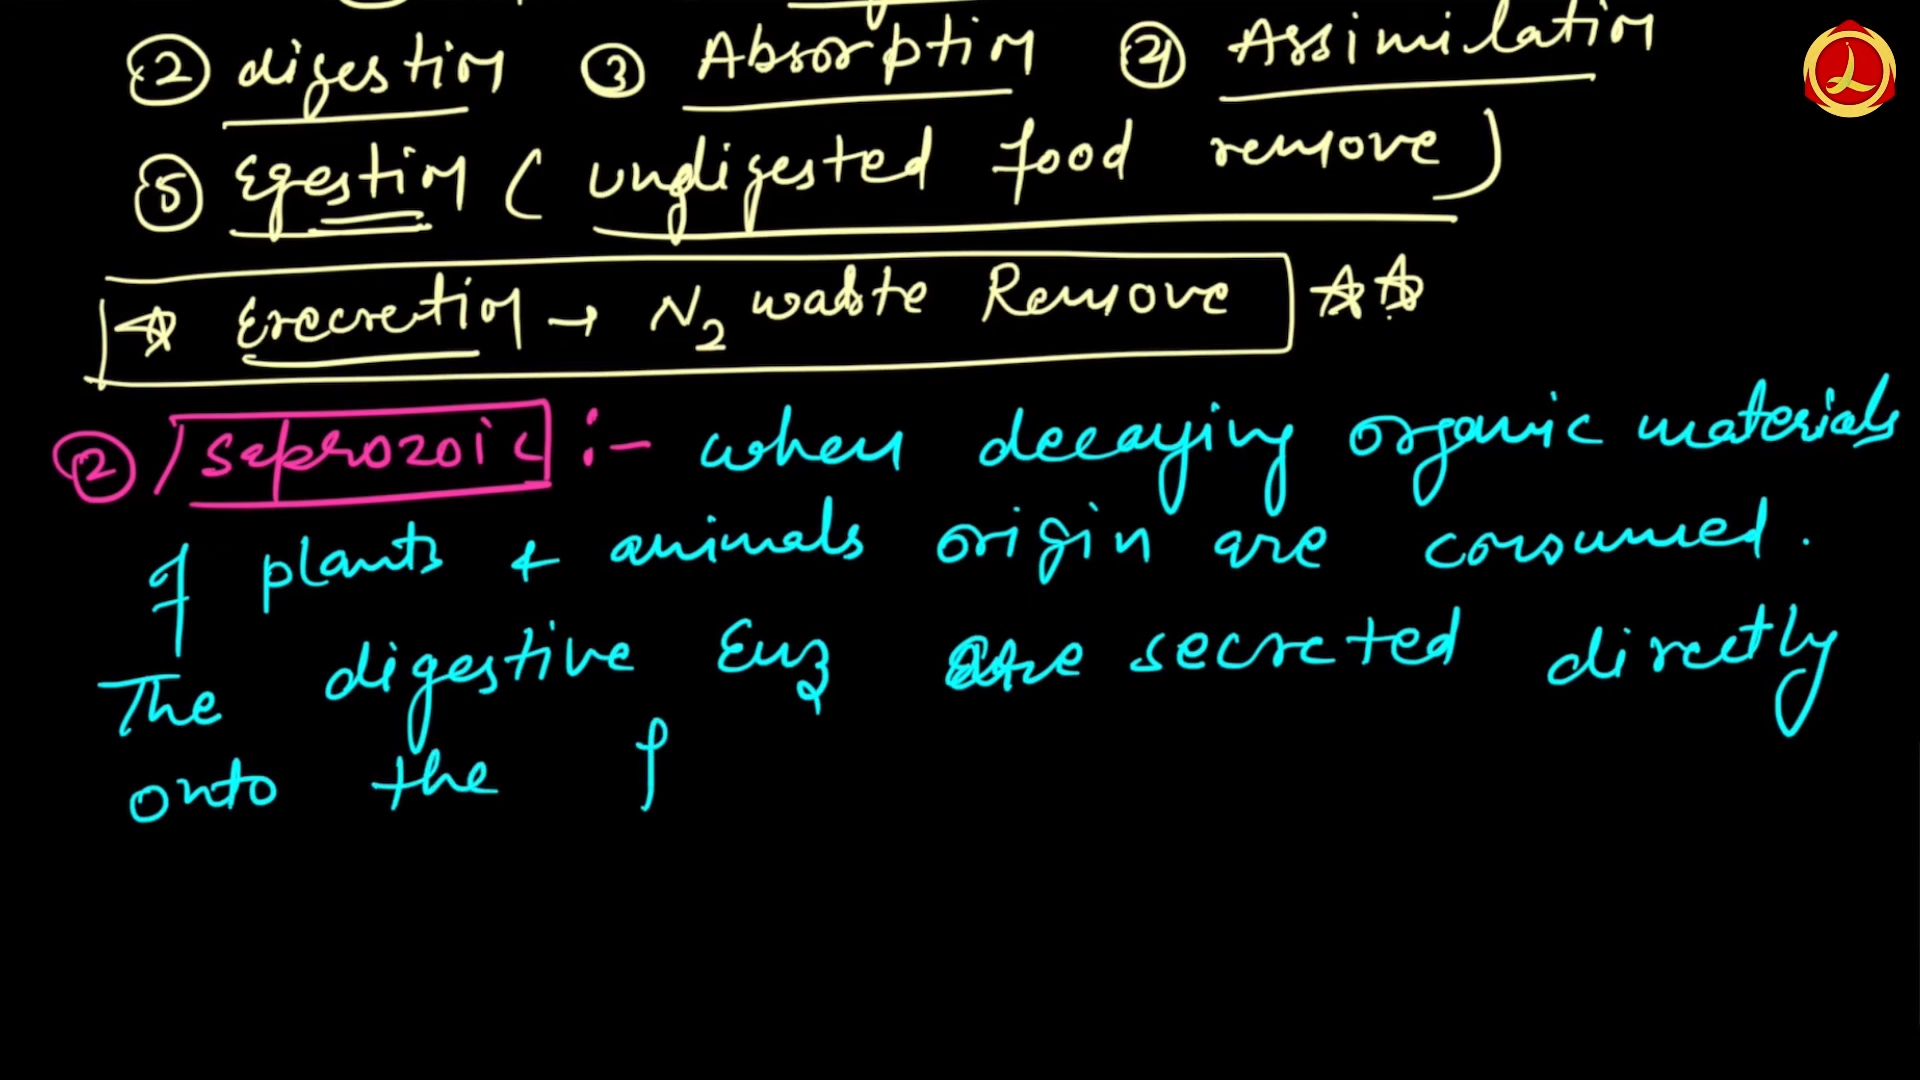 ② digestion ③ Absorption ④ Assimilation
⑤ Egestion (undigested food remove)
☆ Excretion → N₂ waste Remove ☆☆
② Saprozoic :- when decaying organic materials
of plants & animals origin are consumed.
The digestive Enz are secreted directly
onto the f